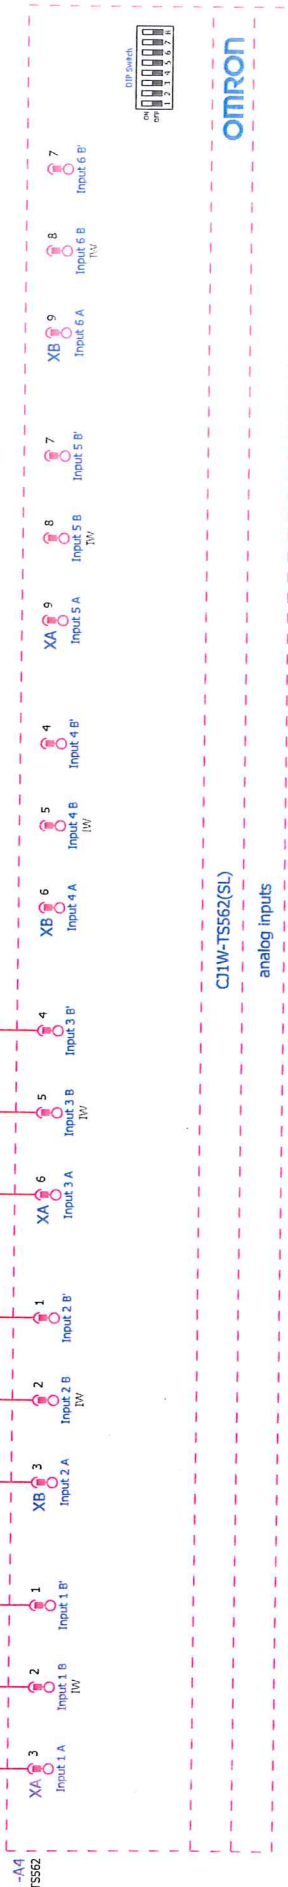 -A4
TS562
XA 3
Input 1 A
2
Input 1 B
IW
1
Input 1 B'
XB 3
Input 2 A
2
Input 2 B
IW
1
Input 2 B'
XA 6
Input 3 A
5
Input 3 B
IW
4
Input 3 B'
XB 6
Input 4 A
5
Input 4 B
IW
4
Input 4 B'
XA 9
Input 5 A
8
Input 5 B
IW
7
Input 5 B'
XB 9
Input 6 A
8
Input 6 B
IW
7
Input 6 B'
DIP Switch
ON
OFF
1 2 3 4 5 6 7 8
CJ1W-TS562(SL)
OMRON
analog inputs